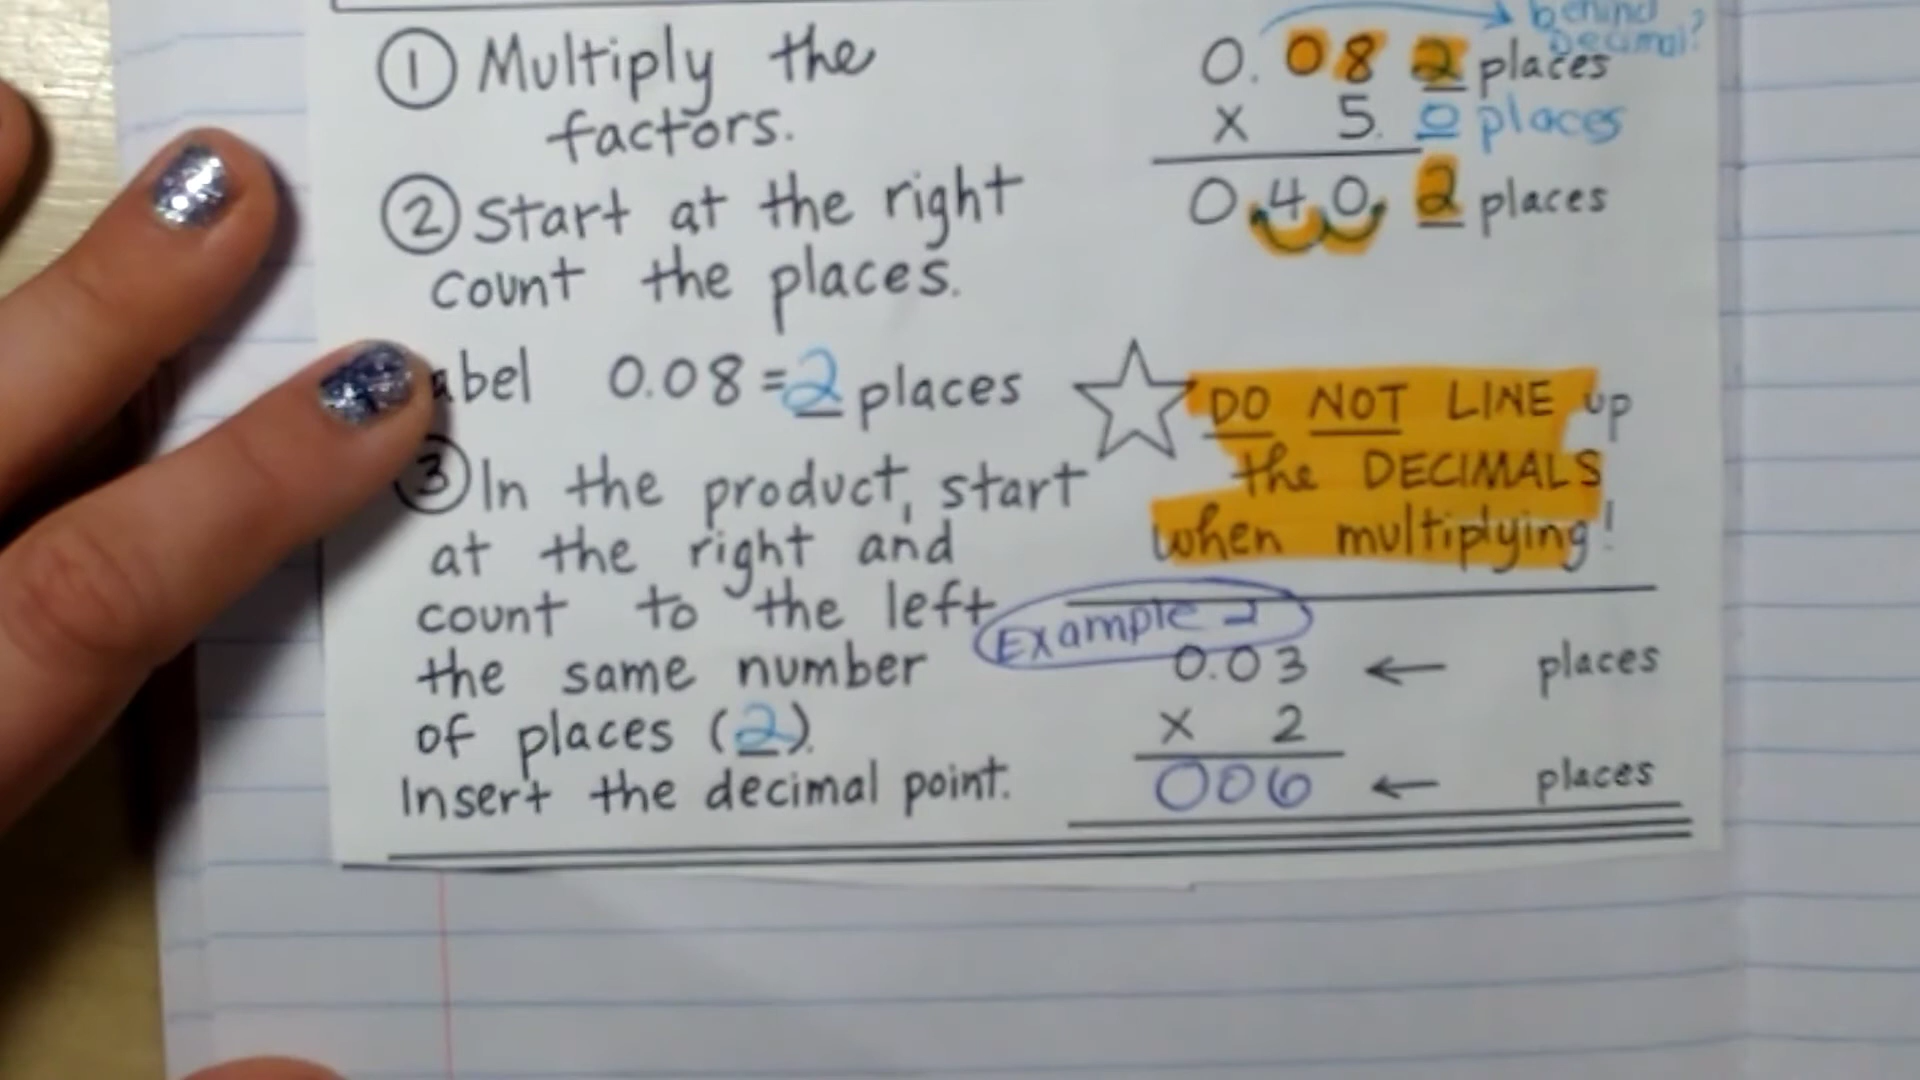 ① Multiply the
factors.
② Start at the right
count the places.
abel 0.08 = 2 places
③ In the product, start
at the right and
count to the left
the same number
of places (2).
Insert the decimal point.
behind
Decimal?
0.08 2 places
x 5. 0 places
0.40. 2 places
DO NOT LINE up
the DECIMALS
when multiplying!
Example 2
0.03 ← places
x 2
006 ← places